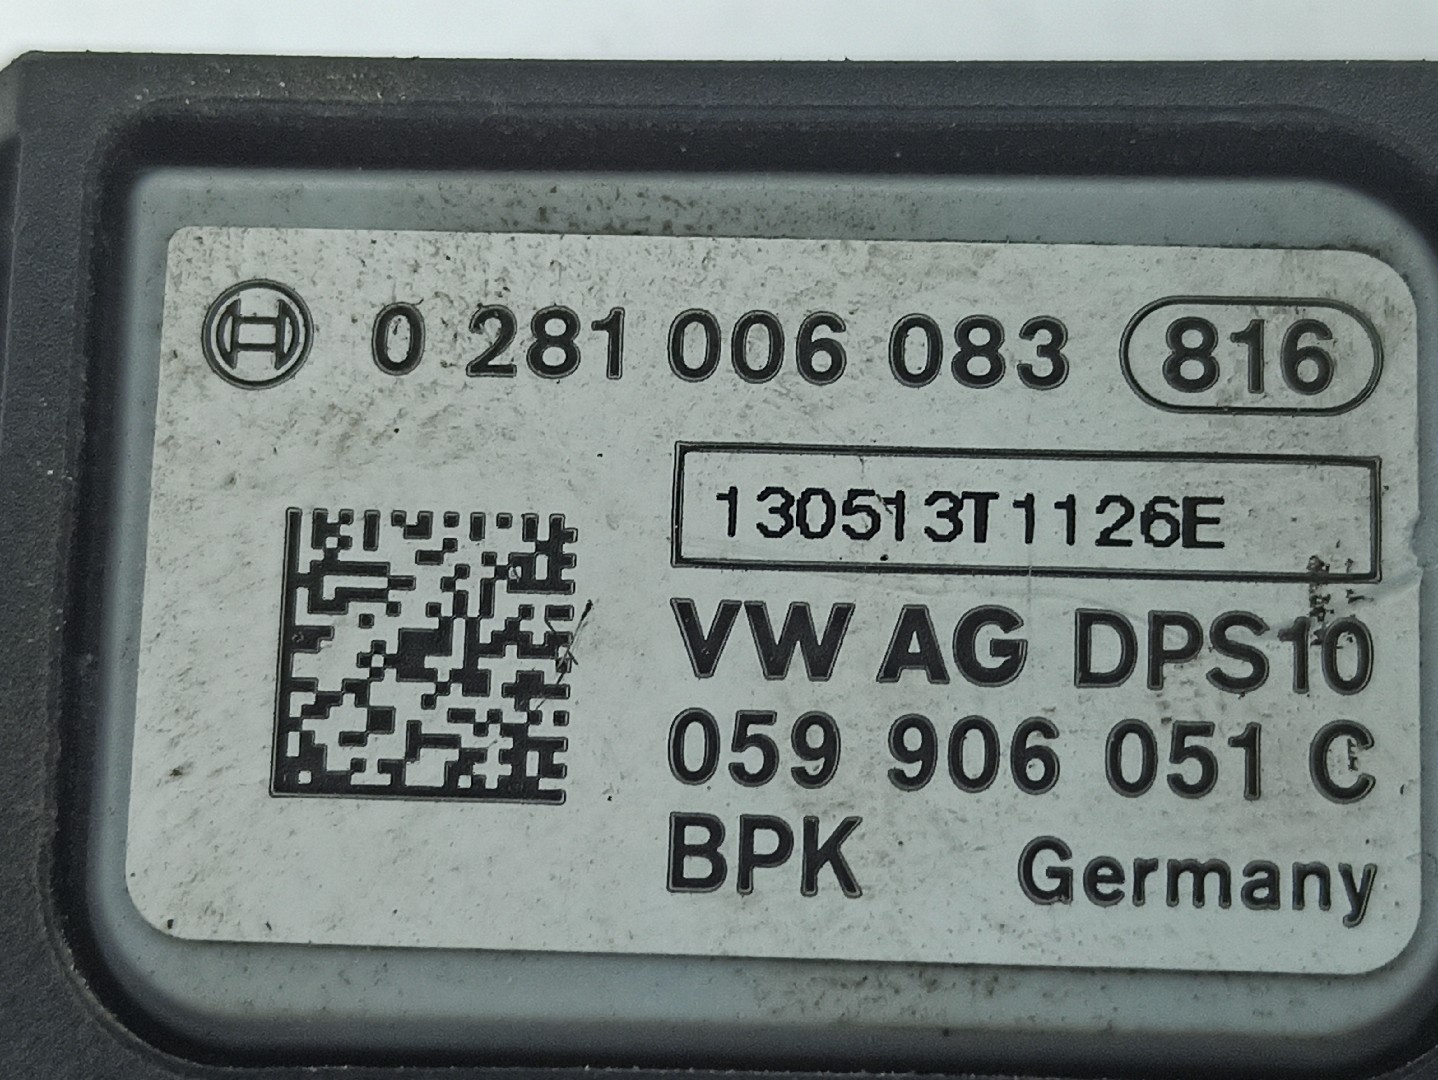 0 281 006 083 816
130513T1126E
VW AG DPS10
059 906 051 C
BPK Germany